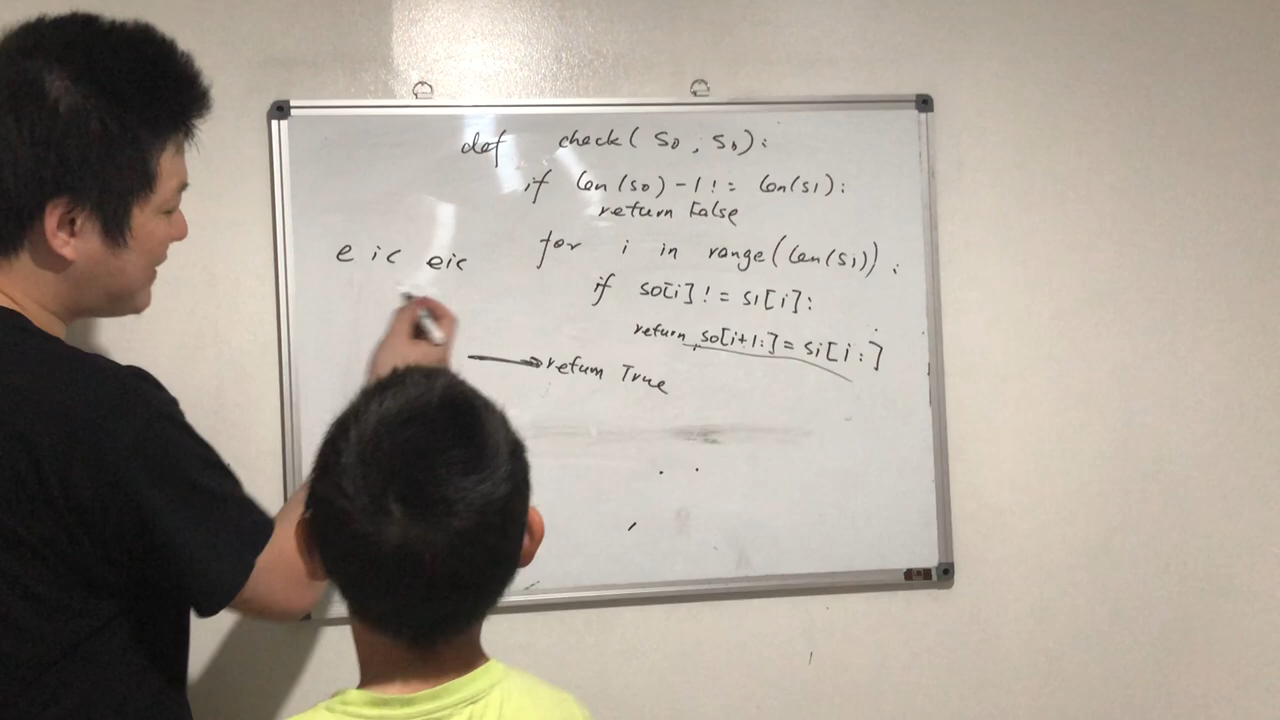 def check( s0 , s1 ):
if len(s0) - 1 != len(s1):
return False
for i in range(len(s1)):
if s0[i] != s1[i]:
return s0[i+1:] = s1[i:]
return True
e ic eic